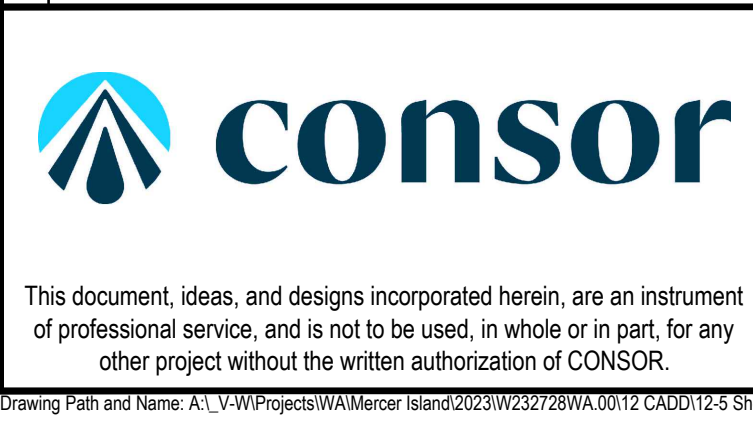 consor
This document, ideas, and designs incorporated herein, are an instrument
of professional service, and is not to be used, in whole or in part, for any
other project without the written authorization of CONSOR.
Drawing Path and Name: A:\_V-W\Projects\WA\Mercer Island\2023\W232728WA.00\12 CADD\12-5 Sh